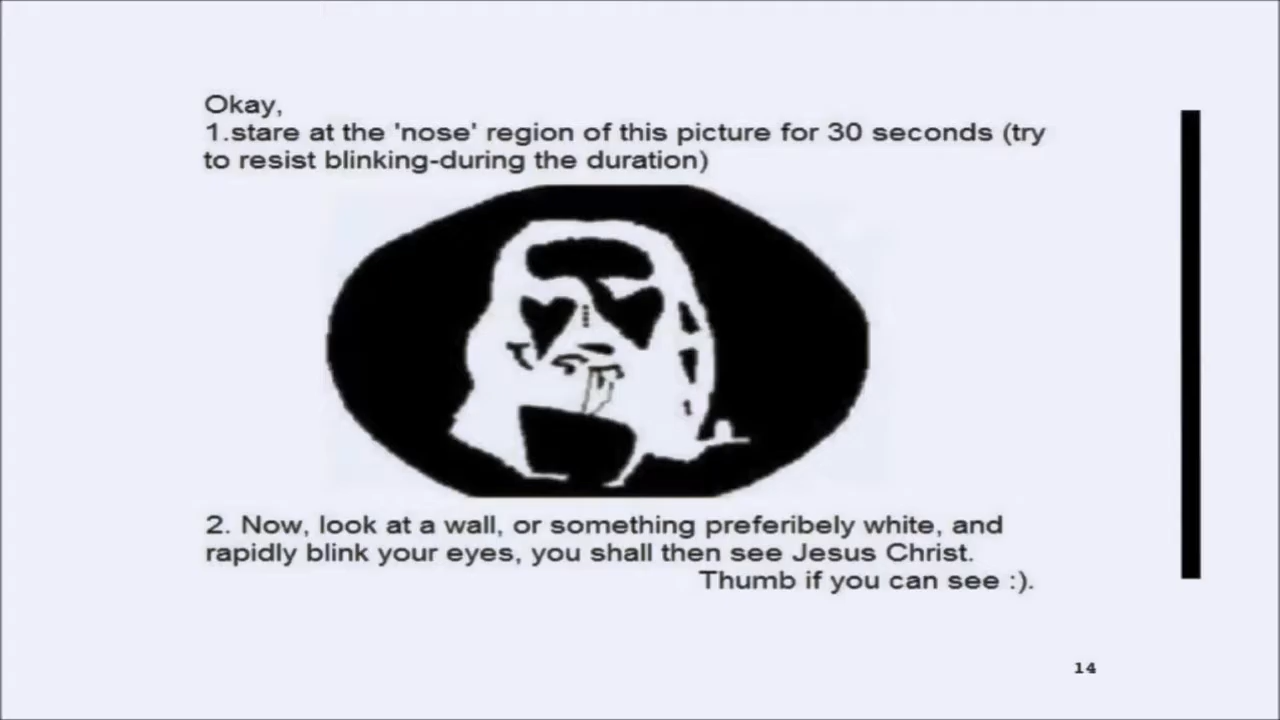 Okay,
1.stare at the 'nose' region of this picture for 30 seconds (try
to resist blinking-during the duration)
2. Now, look at a wall, or something preferibely white, and
rapidly blink your eyes, you shall then see Jesus Christ.
Thumb if you can see :).
14